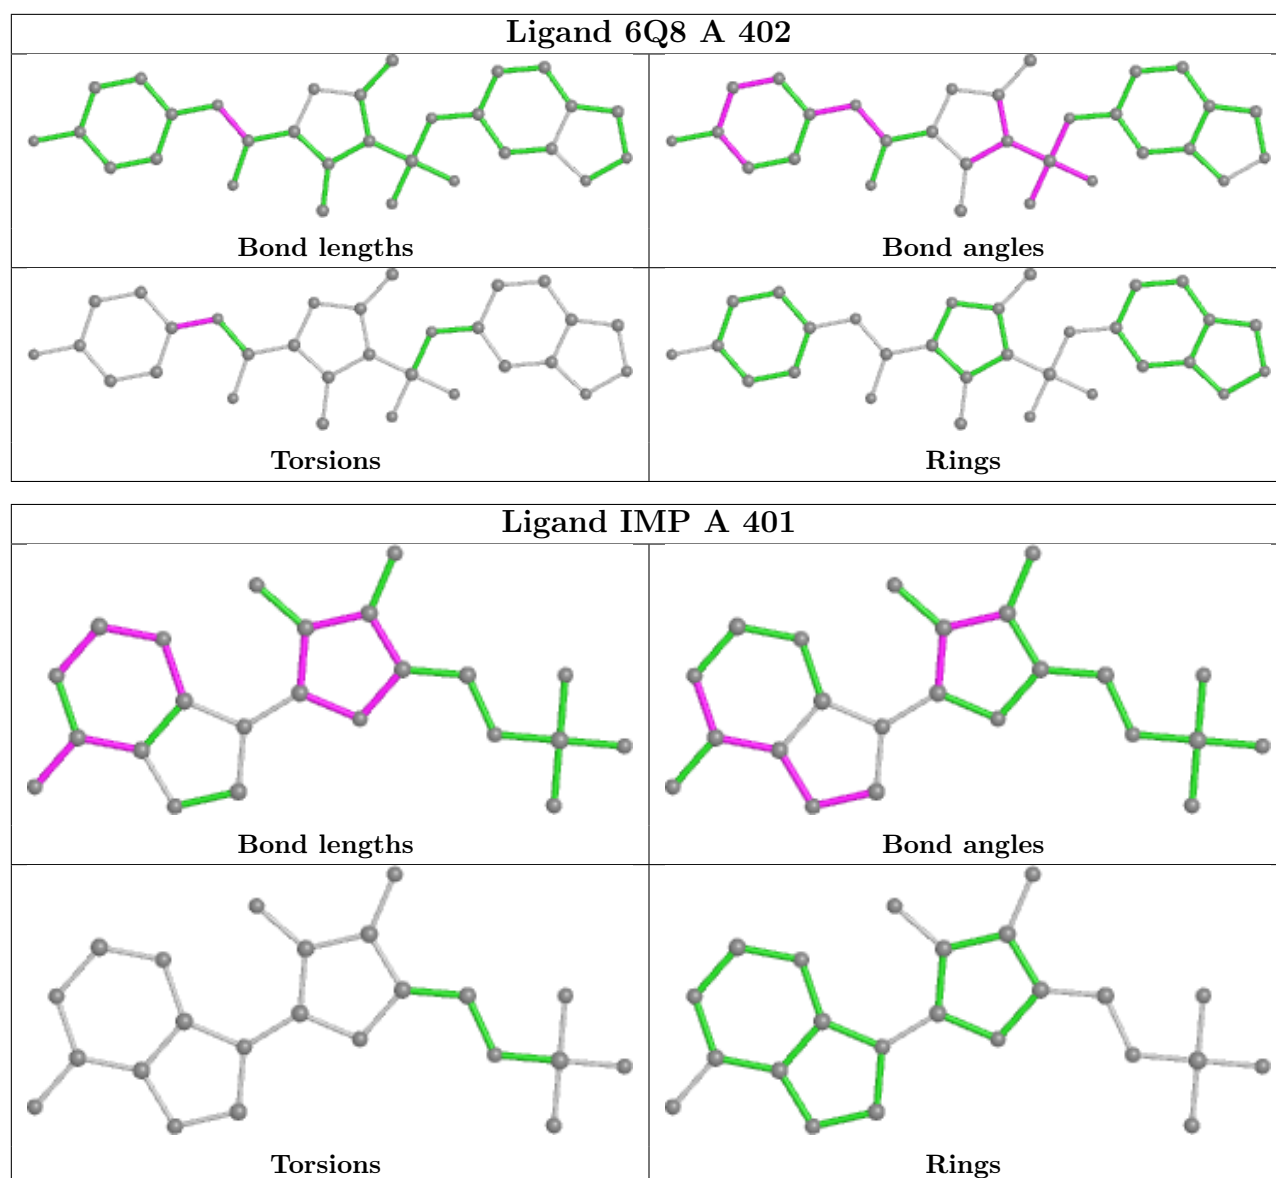 Ligand 6Q8 A 402
Bond lengths
Bond angles
Torsions
Rings
Ligand IMP A 401
Bond lengths
Bond angles
Torsions
Rings